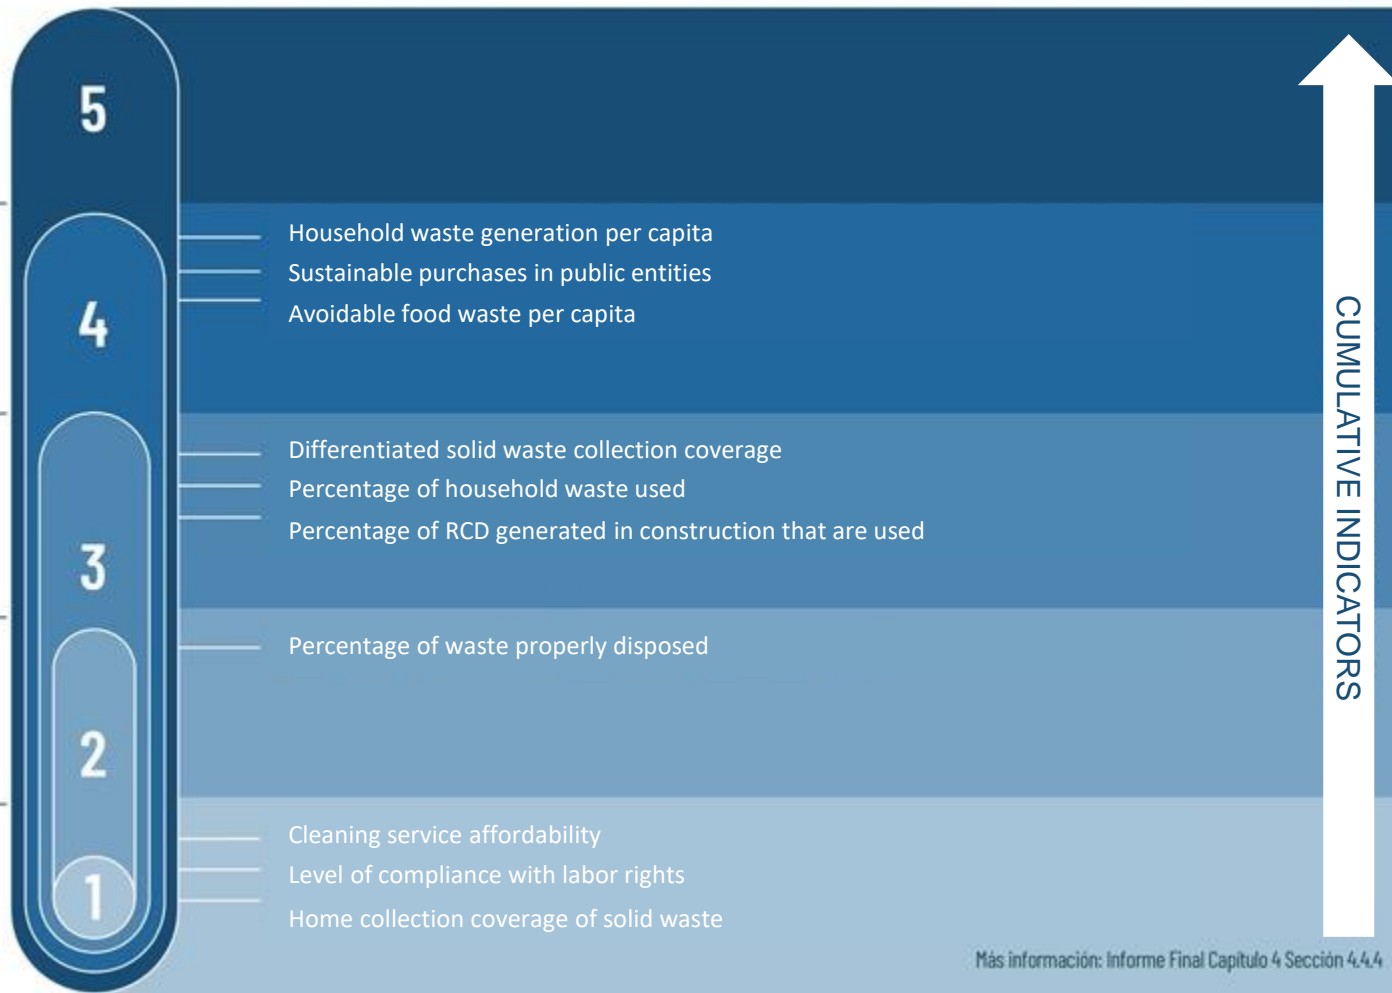 5
Household waste generation per capita
Sustainable purchases in public entities
Avoidable food waste per capita
4
Differentiated solid waste collection coverage
Percentage of household waste used
Percentage of RCD generated in construction that are used
3
Percentage of waste properly disposed
2
Cleaning service affordability
Level of compliance with labor rights
Home collection coverage of solid waste
1
CUMULATIVE INDICATORS
Más información: Informe Final Capítulo 4 Sección 4.4.4